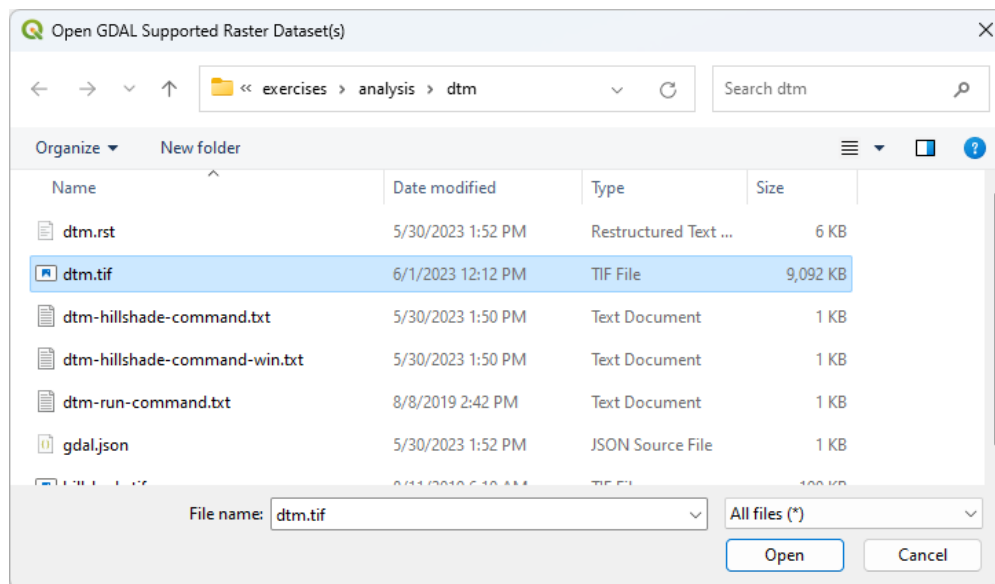 Open GDAL Supported Raster Dataset(s)
« exercises > analysis > dtm
Search dtm
Organize
New folder
Name Date modified Type Size
dtm.rst 5/30/2023 1:52 PM Restructured Text ... 6 KB
dtm.tif 6/1/2023 12:12 PM TIF File 9,092 KB
dtm-hillshade-command.txt 5/30/2023 1:50 PM Text Document 1 KB
dtm-hillshade-command-win.txt 5/30/2023 1:50 PM Text Document 1 KB
dtm-run-command.txt 8/8/2019 2:42 PM Text Document 1 KB
gdal.json 5/30/2023 1:52 PM JSON Source File 1 KB
File name: dtm.tif All files (*)
Open Cancel